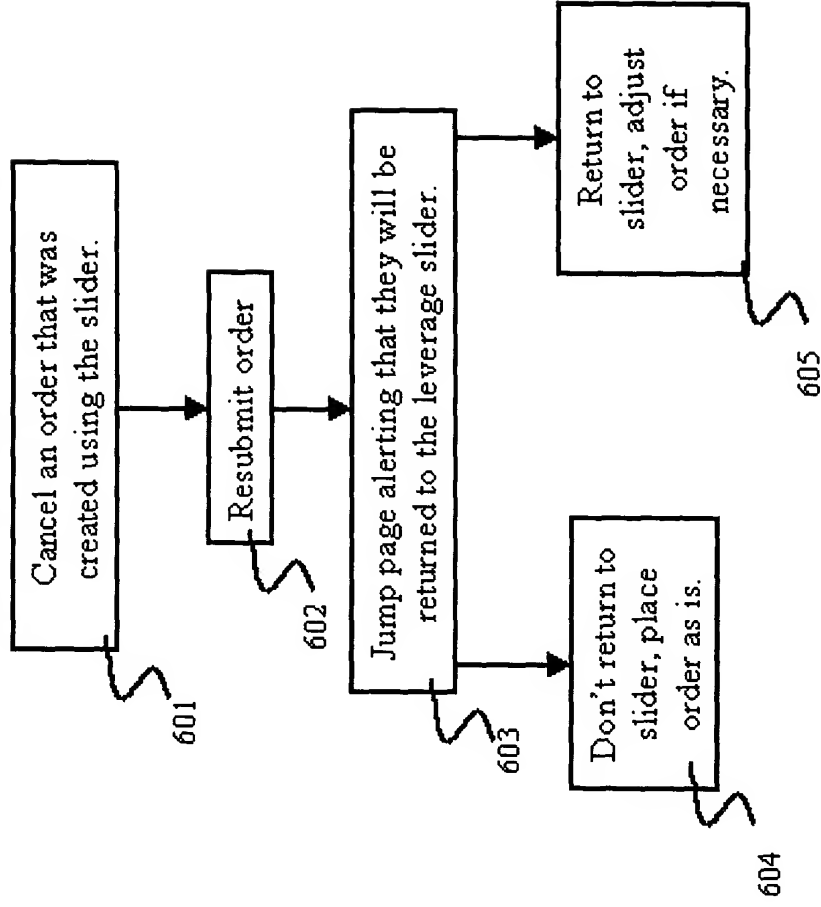 Cancel an order that was
created using the slider.
601
Resubmit order
602
Jump page alerting that they will be
returned to the leverage slider.
603
Don't return to
slider, place
order as is.
604
Return to
slider, adjust
order if
necessary.
605